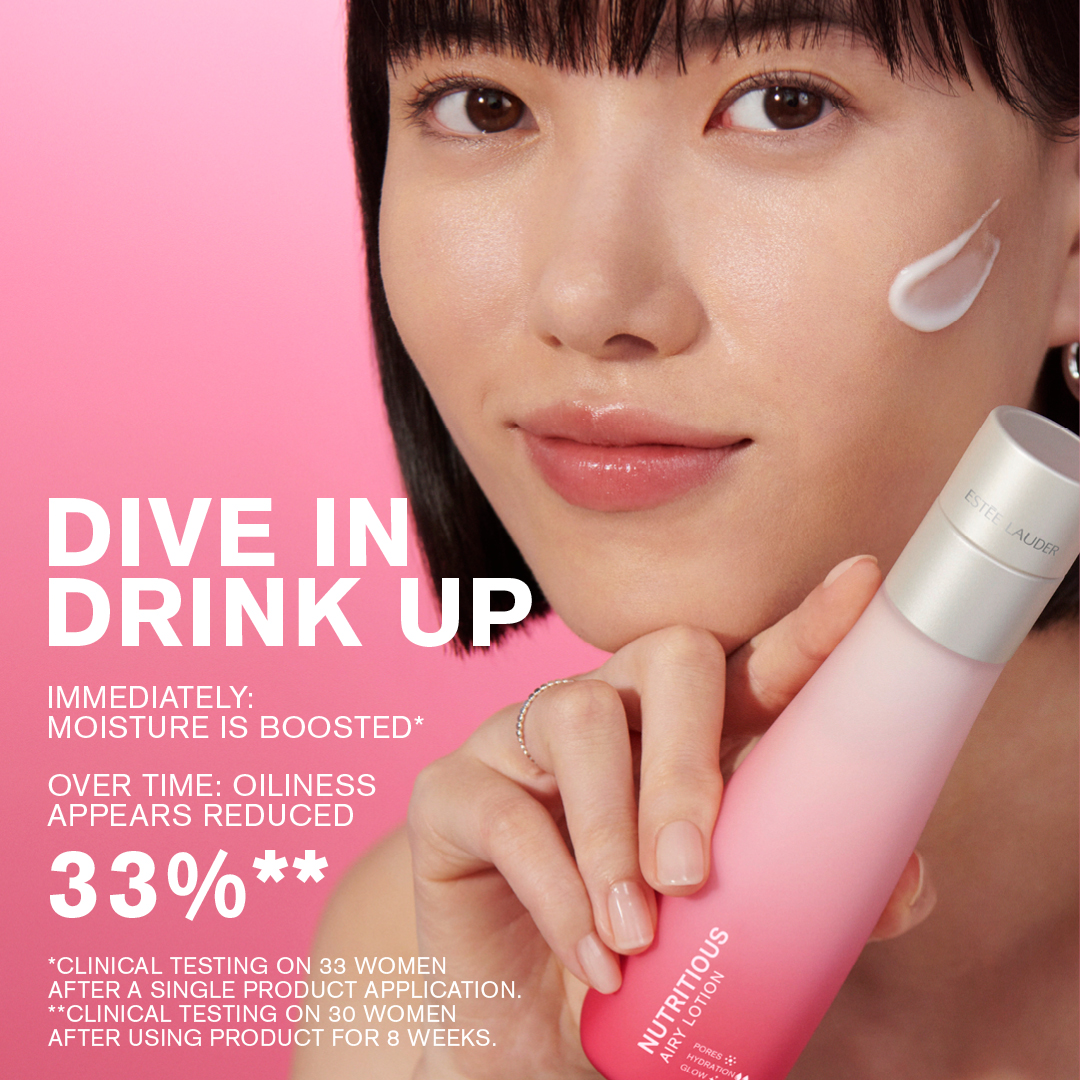 DIVE IN
DRINK UP
IMMEDIATELY:
MOISTURE IS BOOSTED*
OVER TIME: OILINESS
APPEARS REDUCED
33%**
*CLINICAL TESTING ON 33 WOMEN
AFTER A SINGLE PRODUCT APPLICATION.
**CLINICAL TESTING ON 30 WOMEN
AFTER USING PRODUCT FOR 8 WEEKS.
ESTĒE LAUDER
NUTRITIOUS
AIRY LOTION
PORES
HYDRATION
GLOW